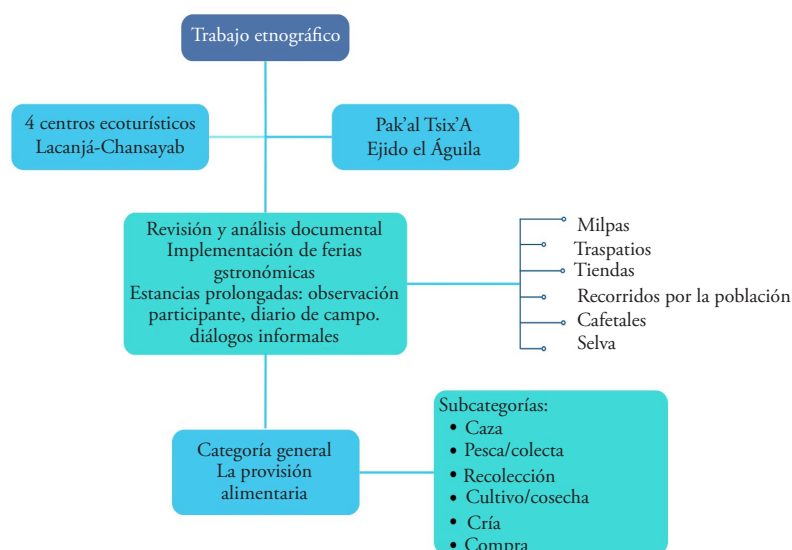 Trabajo etnográfico
4 centros ecoturísticos
Lacanjá-Chansayab
Pak'al Tsix'A
Ejido el Águila
Revisión y análisis documental
Implementación de ferias
gstronómicas
Estancias prolongadas: observación
participante, diario de campo.
diálogos informales
Milpas
Traspatios
Tiendas
Recorridos por la población
Cafetales
Selva
Categoría general
La provisión
alimentaria
Subcategorías:
• Caza
• Pesca/colecta
• Recolección
• Cultivo/cosecha
• Cría
• Compra